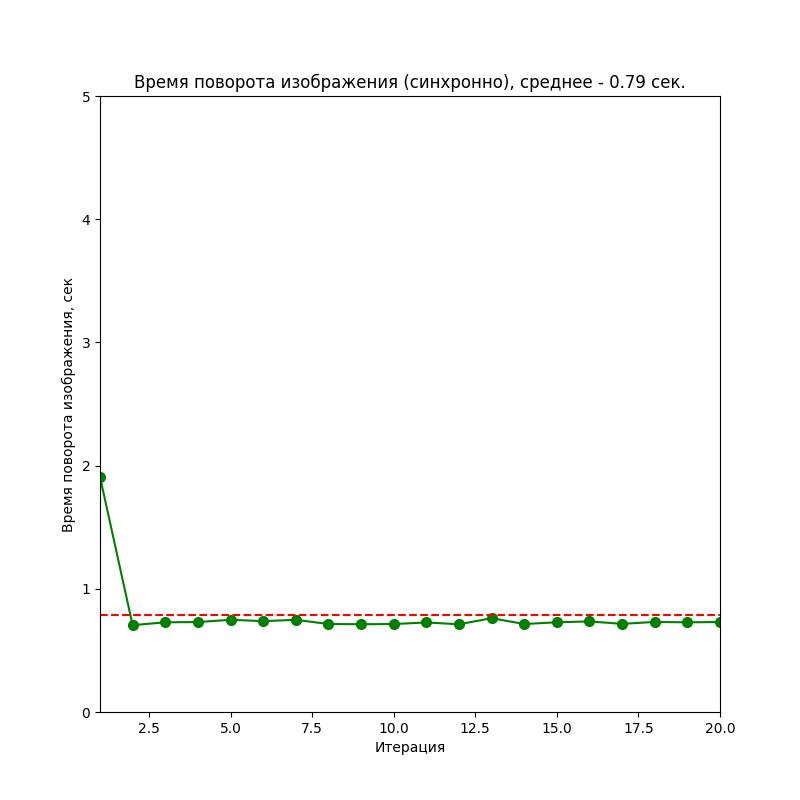 Время поворота изображения (синхронно), среднее - 0.79 сек.
5
4
3
2
1
0
Время поворота изображения, сек
2.5 5.0 7.5 10.0 12.5 15.0 17.5 20.0
Итерация